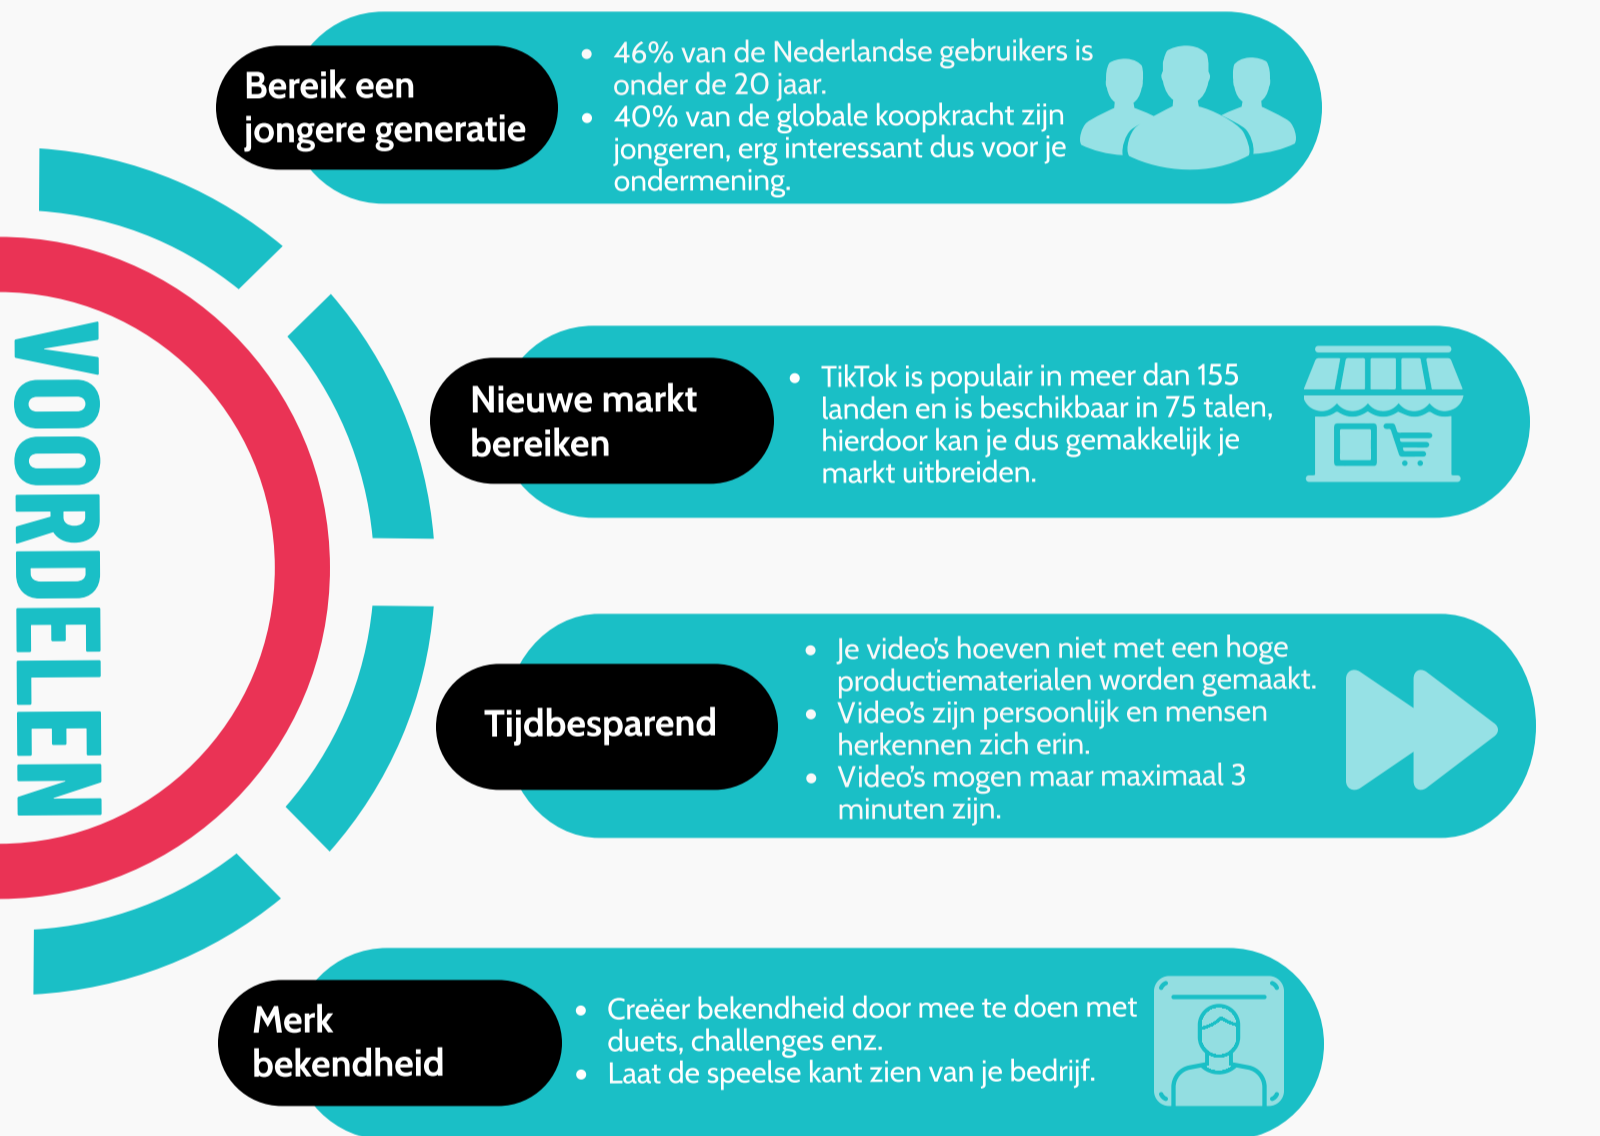 VOORDELEN
Bereik een
jongere generatie
• 46% van de Nederlandse gebruikers is
onder de 20 jaar.
• 40% van de globale koopkracht zijn
jongeren, erg interessant dus voor je
ondermening.
Nieuwe markt
bereiken
• TikTok is populair in meer dan 155
landen en is beschikbaar in 75 talen,
hierdoor kan je dus gemakkelijk je
markt uitbreiden.
Tijdbesparend
• Je video’s hoeven niet met een hoge
productiematerialen worden gemaakt.
• Video’s zijn persoonlijk en mensen
herkennen zich erin.
• Video’s mogen maar maximaal 3
minuten zijn.
Merk
bekendheid
• Creëer bekendheid door mee te doen met
duets, challenges enz.
• Laat de speelse kant zien van je bedrijf.